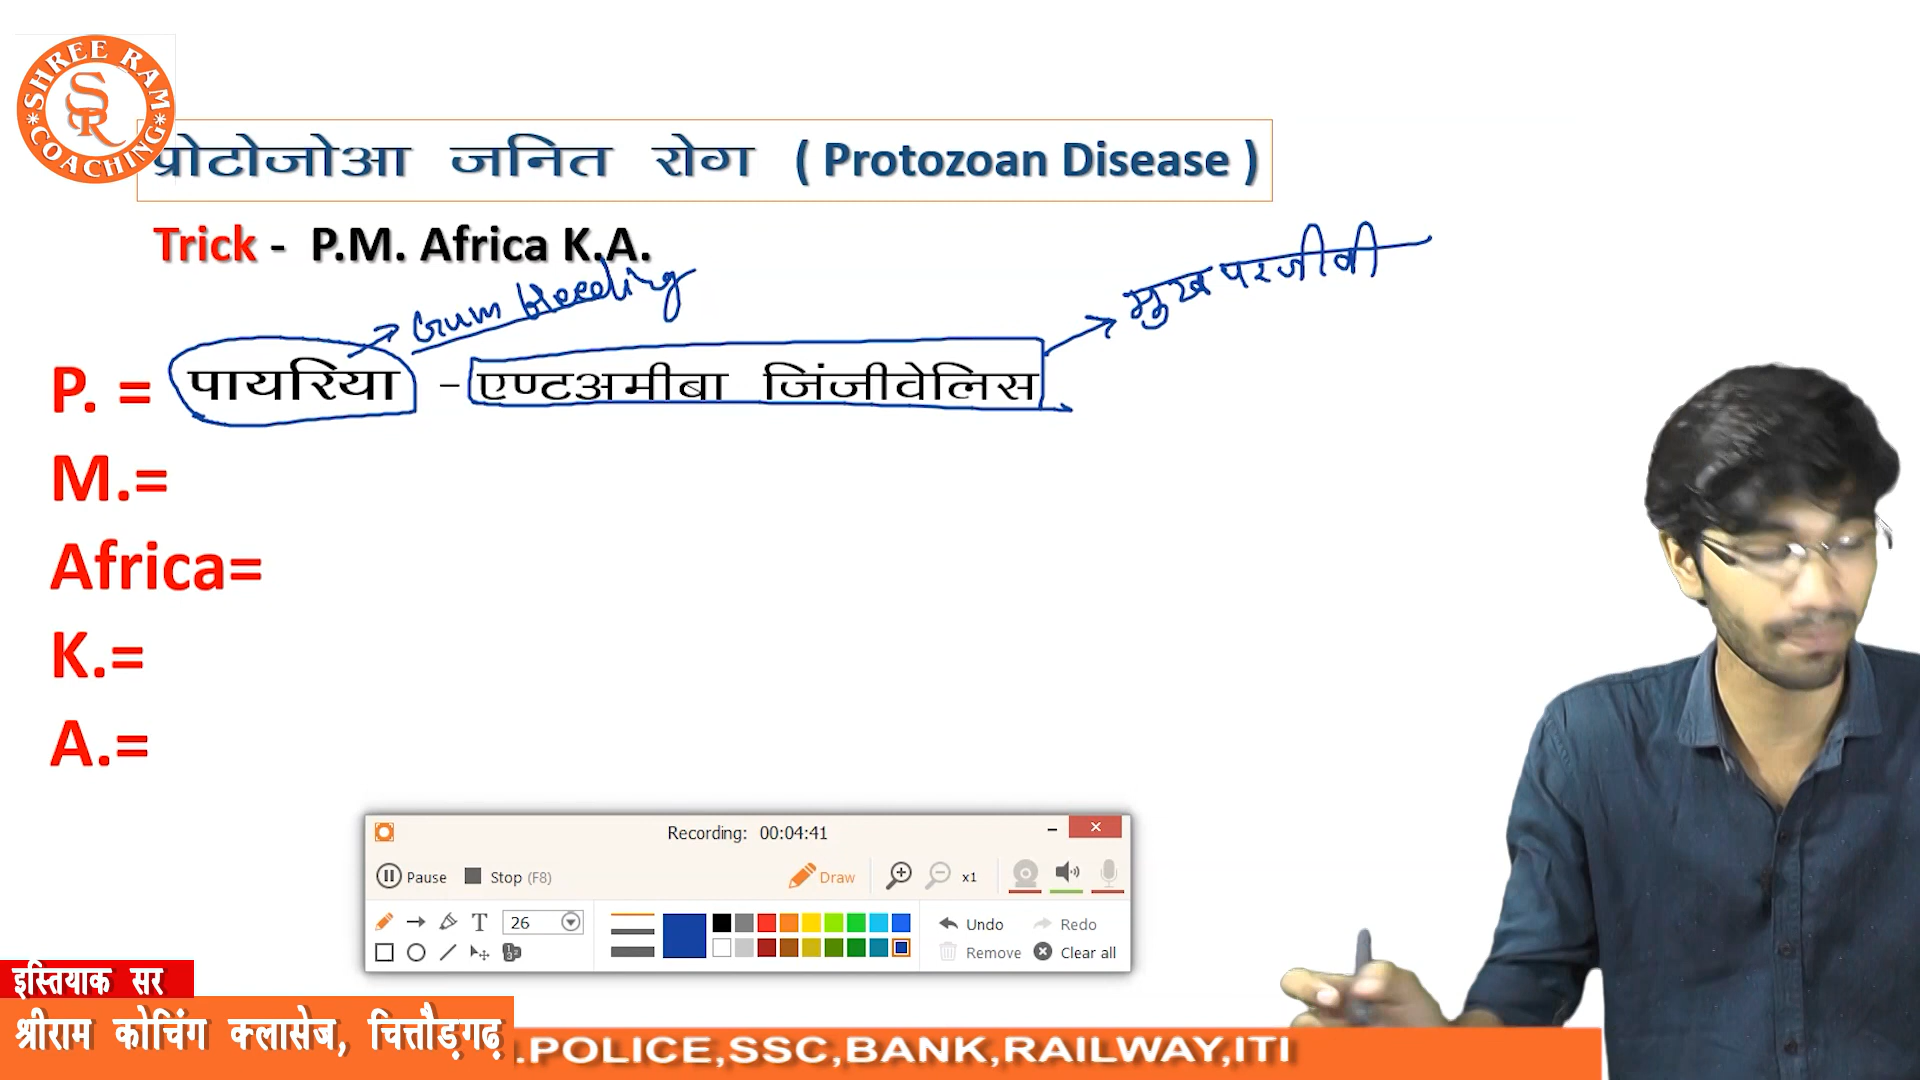 SHREE RAM
SR
COACHING
प्रोटोजोआ जनित रोग ( Protozoan Disease )
Trick - P.M. Africa K.A.
Gum bleeding
मुख परजीवी
P. = पायरिया - एण्टअमीबा जिंजीवेलिस
M.=
Africa=
K.=
A.=
Recording: 00:04:41
Pause Stop (F8) Draw x1
T 26 Undo Redo
Remove Clear all
इस्तियाक सर
श्रीराम कोचिंग क्लासेज, चित्तौड़गढ़
.POLICE,SSC,BANK,RAILWAY,ITI